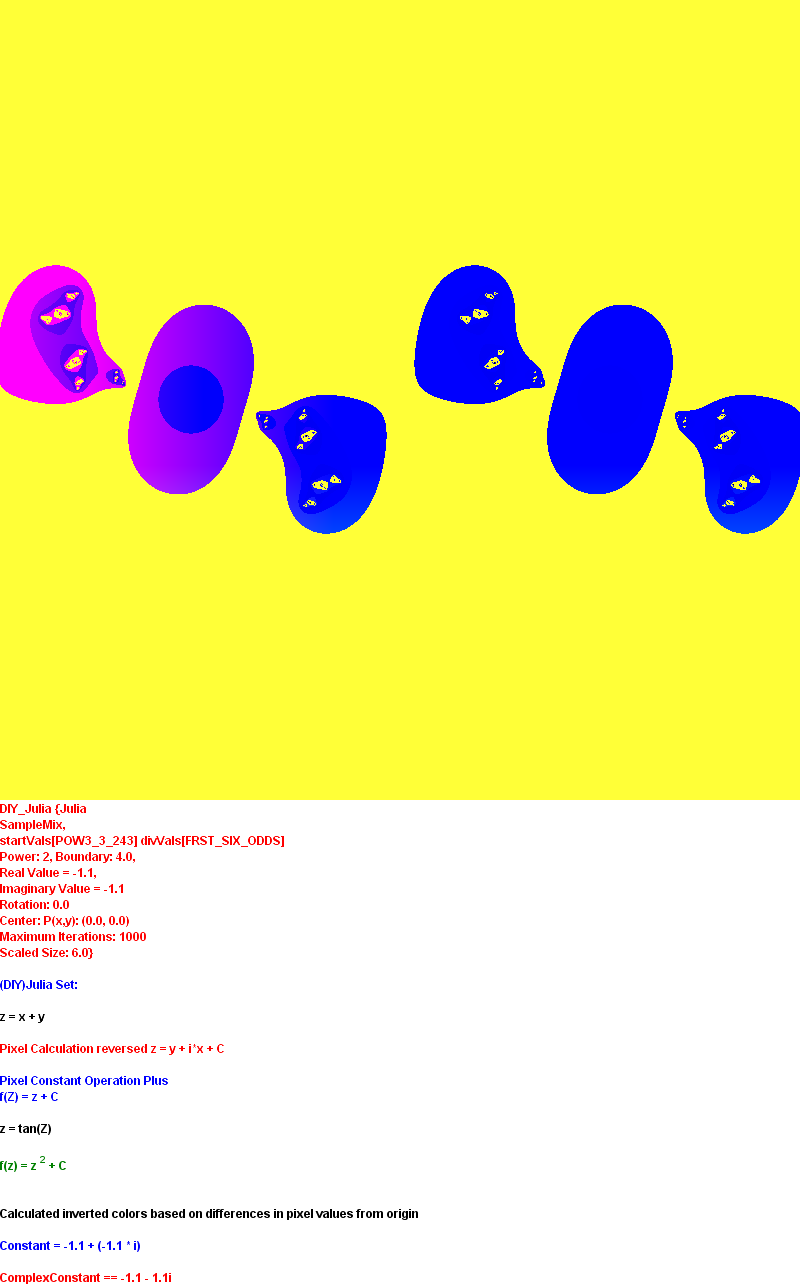 DIY_Julia {Julia
SampleMix,
startVals[POW3_3_243] divVals[FRST_SIX_ODDS]
Power: 2, Boundary: 4.0,
Real Value = -1.1,
Imaginary Value = -1.1
Rotation: 0.0
Center: P(x,y): (0.0, 0.0)
Maximum Iterations: 1000
Scaled Size: 6.0}
(DIY)Julia Set:
z = x + y
Pixel Calculation reversed z = y + i*x + C
Pixel Constant Operation Plus
f(Z) = z + C
z = tan(Z)
f(z) = z 2 + C
Calculated inverted colors based on differences in pixel values from origin
Constant = -1.1 + (-1.1 * i)
ComplexConstant == -1.1 - 1.1i